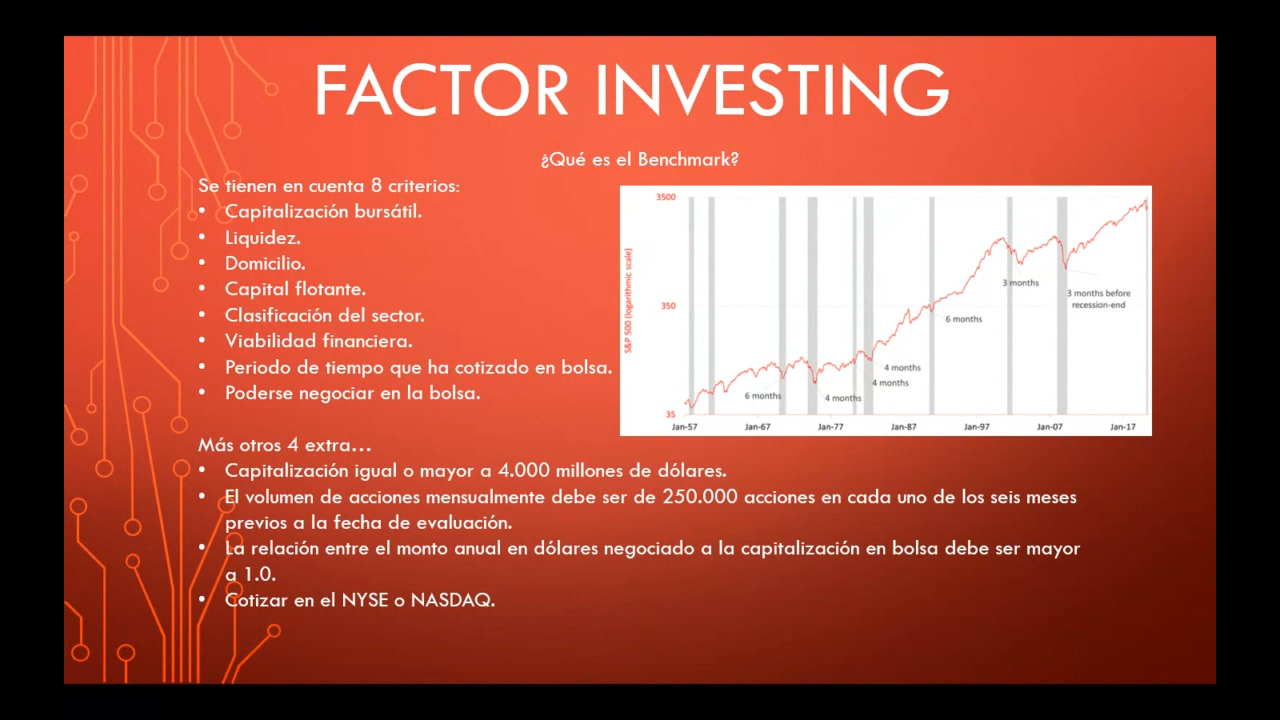 FACTOR INVESTING
¿Qué es el Benchmark?
Se tienen en cuenta 8 criterios:
• Capitalización bursátil.
• Liquidez.
• Domicilio.
• Capital flotante.
• Clasificación del sector.
• Viabilidad financiera.
• Periodo de tiempo que ha cotizado en bolsa.
• Poderse negociar en la bolsa.
3500
350
35
S&P 500 (logarithmic scale)
3 months
3 months before
recession-end
6 months
4 months
4 months
6 months
4 months
Jan-57 Jan-67 Jan-77 Jan-87 Jan-97 Jan-07 Jan-17
Más otros 4 extra...
• Capitalización igual o mayor a 4.000 millones de dólares.
• El volumen de acciones mensualmente debe ser de 250.000 acciones en cada uno de los seis meses
previos a la fecha de evaluación.
• La relación entre el monto anual en dólares negociado a la capitalización en bolsa debe ser mayor
a 1.0.
• Cotizar en el NYSE o NASDAQ.